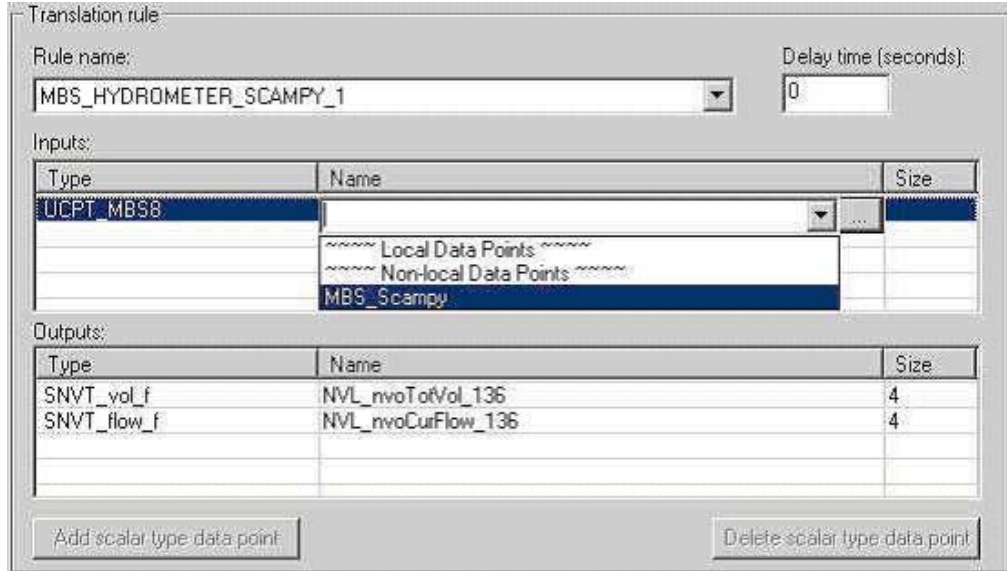 Translation rule
Rule name:
Delay time (seconds):
MBS_HYDROMETER_SCAMPY_1
0
Inputs:
Type Name Size
UCPT_MBS8 ...
~~~~ Local Data Points ~~~~
~~~~ Non-local Data Points ~~~~
MBS_Scampy
Outputs:
Type Name Size
SNVT_vol_f NVL_nvoTotVol_136 4
SNVT_flow_f NVL_nvoCurFlow_136 4
Add scalar type data point
Delete scalar type data point